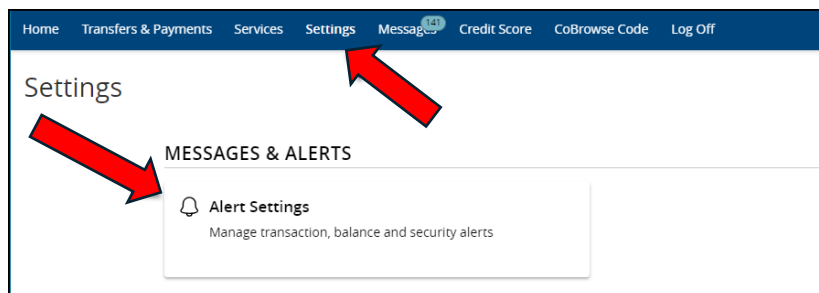 Home Transfers & Payments Services Settings Messages 141 Credit Score CoBrowse Code Log Off
Settings
MESSAGES & ALERTS
Alert Settings
Manage transaction, balance and security alerts